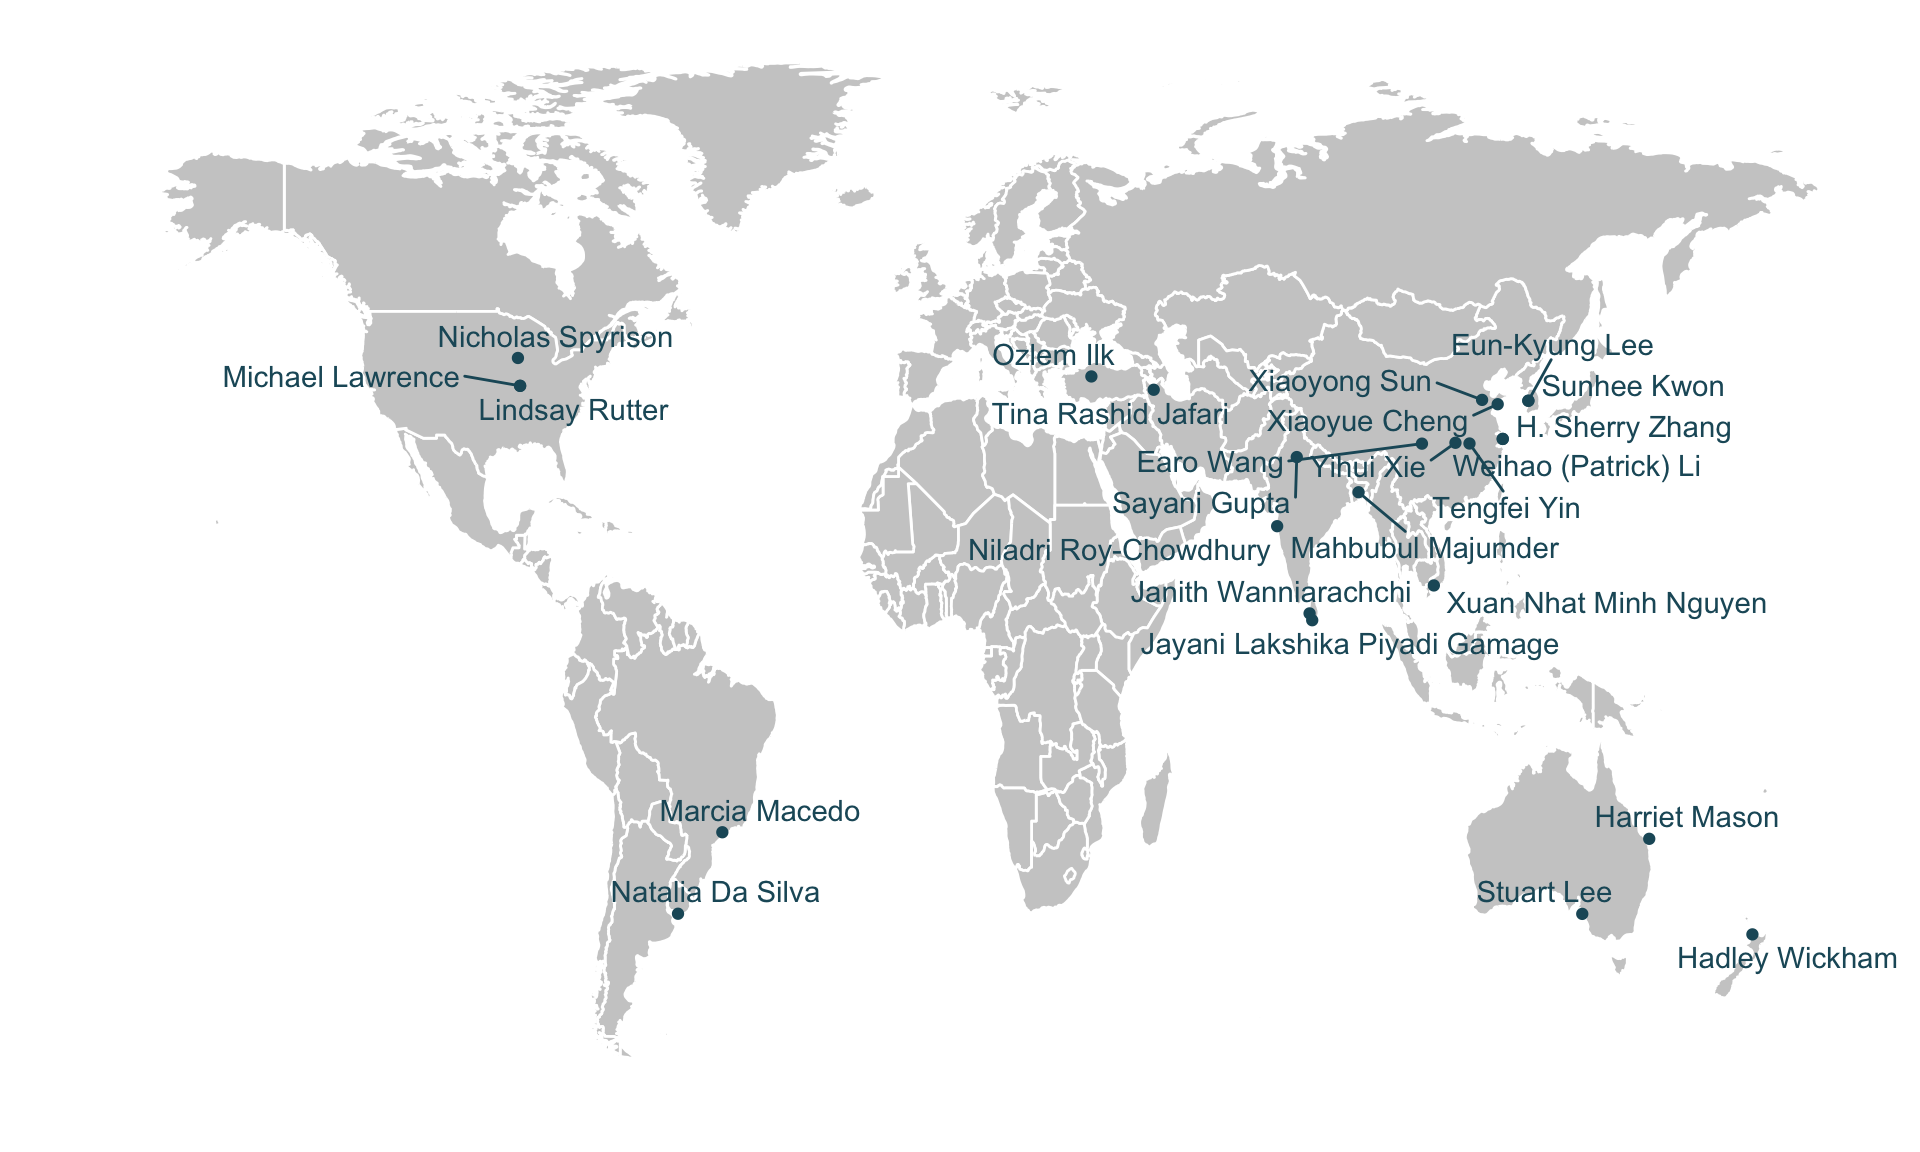 Nicholas Spyrison
Eun-Kyung Lee
Ozlem Ilk
Michael Lawrence
Xiaoyong Sun
Sunhee Kwon
Lindsay Rutter
Tina Rashid Jafari
Xiaoyue Cheng
H. Sherry Zhang
Earo Wang
Yihui Xie
Weihao (Patrick) Li
Sayani Gupta
Tengfei Yin
Niladri Roy-Chowdhury
Mahbubul Majumder
Janith Wanniarachchi
Xuan Nhat Minh Nguyen
Jayani Lakshika Piyadi Gamage
Marcia Macedo
Harriet Mason
Natalia Da Silva
Stuart Lee
Hadley Wickham